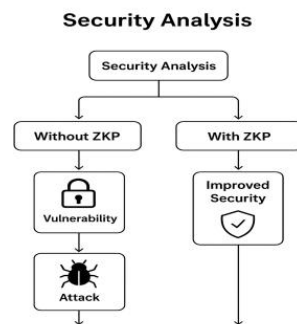 Security Analysis
Security Analysis
Without ZKP
With ZKP
Vulnerability
Improved
Security
Attack